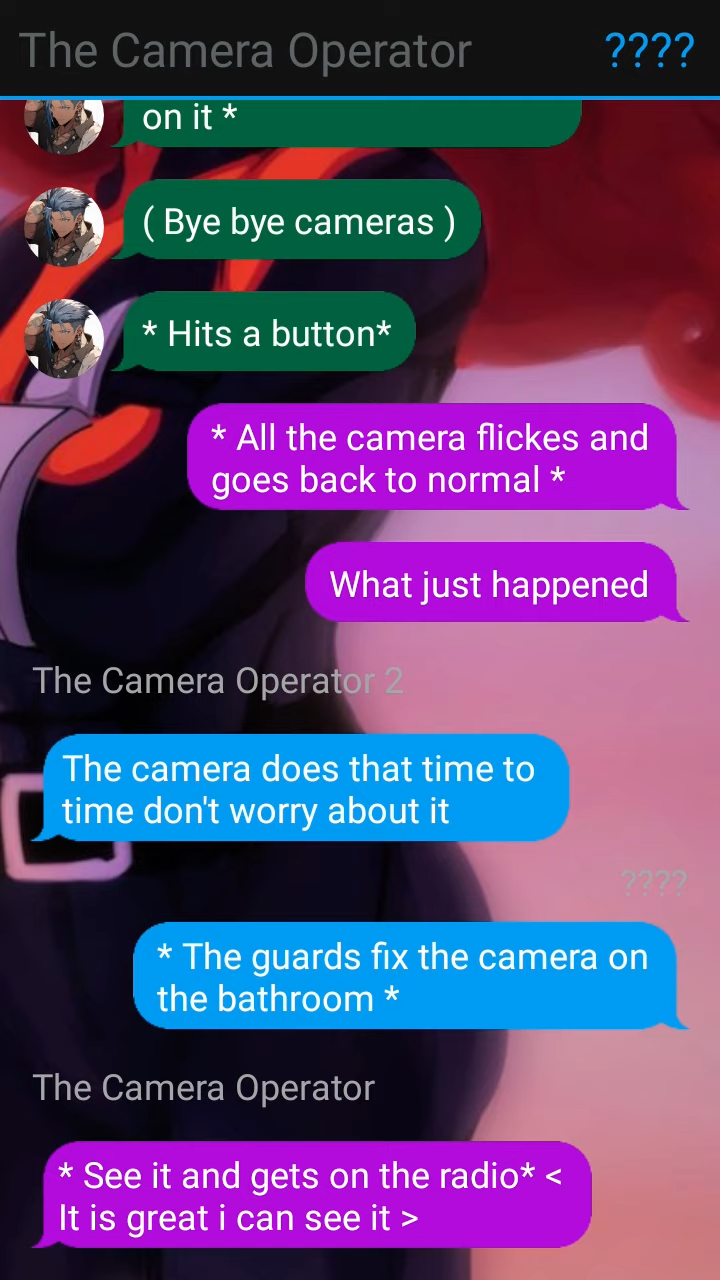 The Camera Operator ????
on it *
( Bye bye cameras )
* Hits a button*
* All the camera flickes and
goes back to normal *
What just happened
The Camera Operator 2
The camera does that time to
time don't worry about it
????
* The guards fix the camera on
the bathroom *
The Camera Operator
* See it and gets on the radio* <
It is great i can see it >